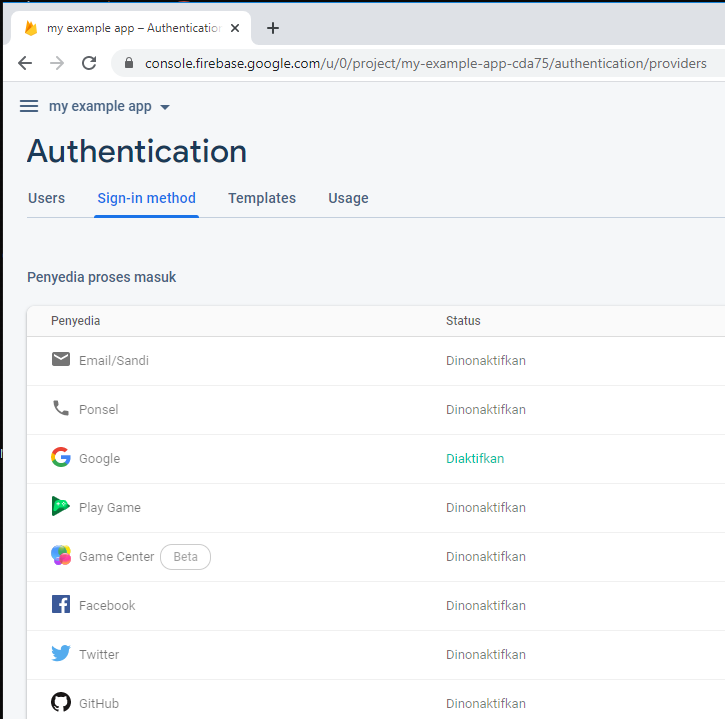 my example app – Authentication
console.firebase.google.com/u/0/project/my-example-app-cda75/authentication/providers
my example app
Authentication
Users Sign-in method Templates Usage
Penyedia proses masuk
Penyedia Status
Email/Sandi Dinonaktifkan
Ponsel Dinonaktifkan
Google Diaktifkan
Play Game Dinonaktifkan
Game Center Beta Dinonaktifkan
Facebook Dinonaktifkan
Twitter Dinonaktifkan
GitHub Dinonaktifkan